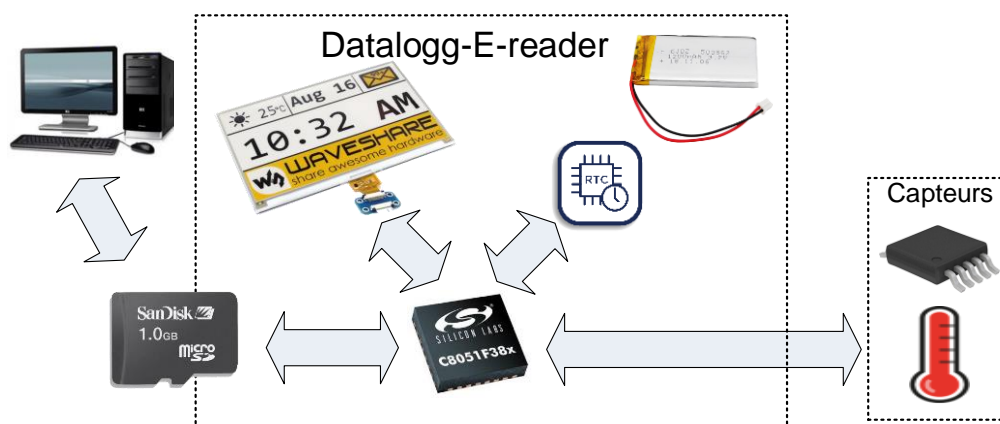 Datalogg-E-reader
25°C
Aug 16
10:32 AM
WAVESHARE
share awesome hardware
RTC
Capteurs
SanDisk
1.0GB
micro
SD
SILICON LABS
C8051F38x